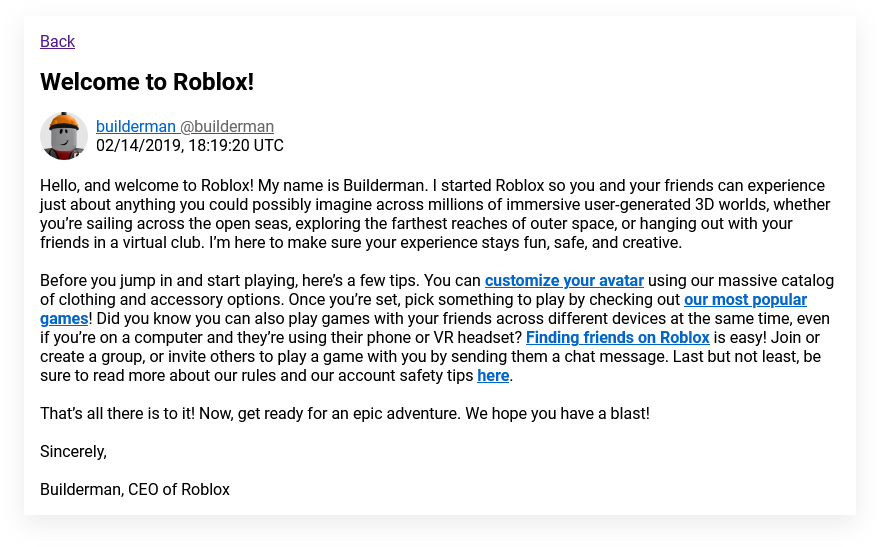 Back
Welcome to Roblox!
builderman @builderman
02/14/2019, 18:19:20 UTC
Hello, and welcome to Roblox! My name is Builderman. I started Roblox so you and your friends can experience
just about anything you could possibly imagine across millions of immersive user-generated 3D worlds, whether
you’re sailing across the open seas, exploring the farthest reaches of outer space, or hanging out with your
friends in a virtual club. I’m here to make sure your experience stays fun, safe, and creative.
Before you jump in and start playing, here’s a few tips. You can customize your avatar using our massive catalog
of clothing and accessory options. Once you’re set, pick something to play by checking out our most popular
games! Did you know you can also play games with your friends across different devices at the same time, even
if you’re on a computer and they’re using their phone or VR headset? Finding friends on Roblox is easy! Join or
create a group, or invite others to play a game with you by sending them a chat message. Last but not least, be
sure to read more about our rules and our account safety tips here.
That’s all there is to it! Now, get ready for an epic adventure. We hope you have a blast!
Sincerely,
Builderman, CEO of Roblox